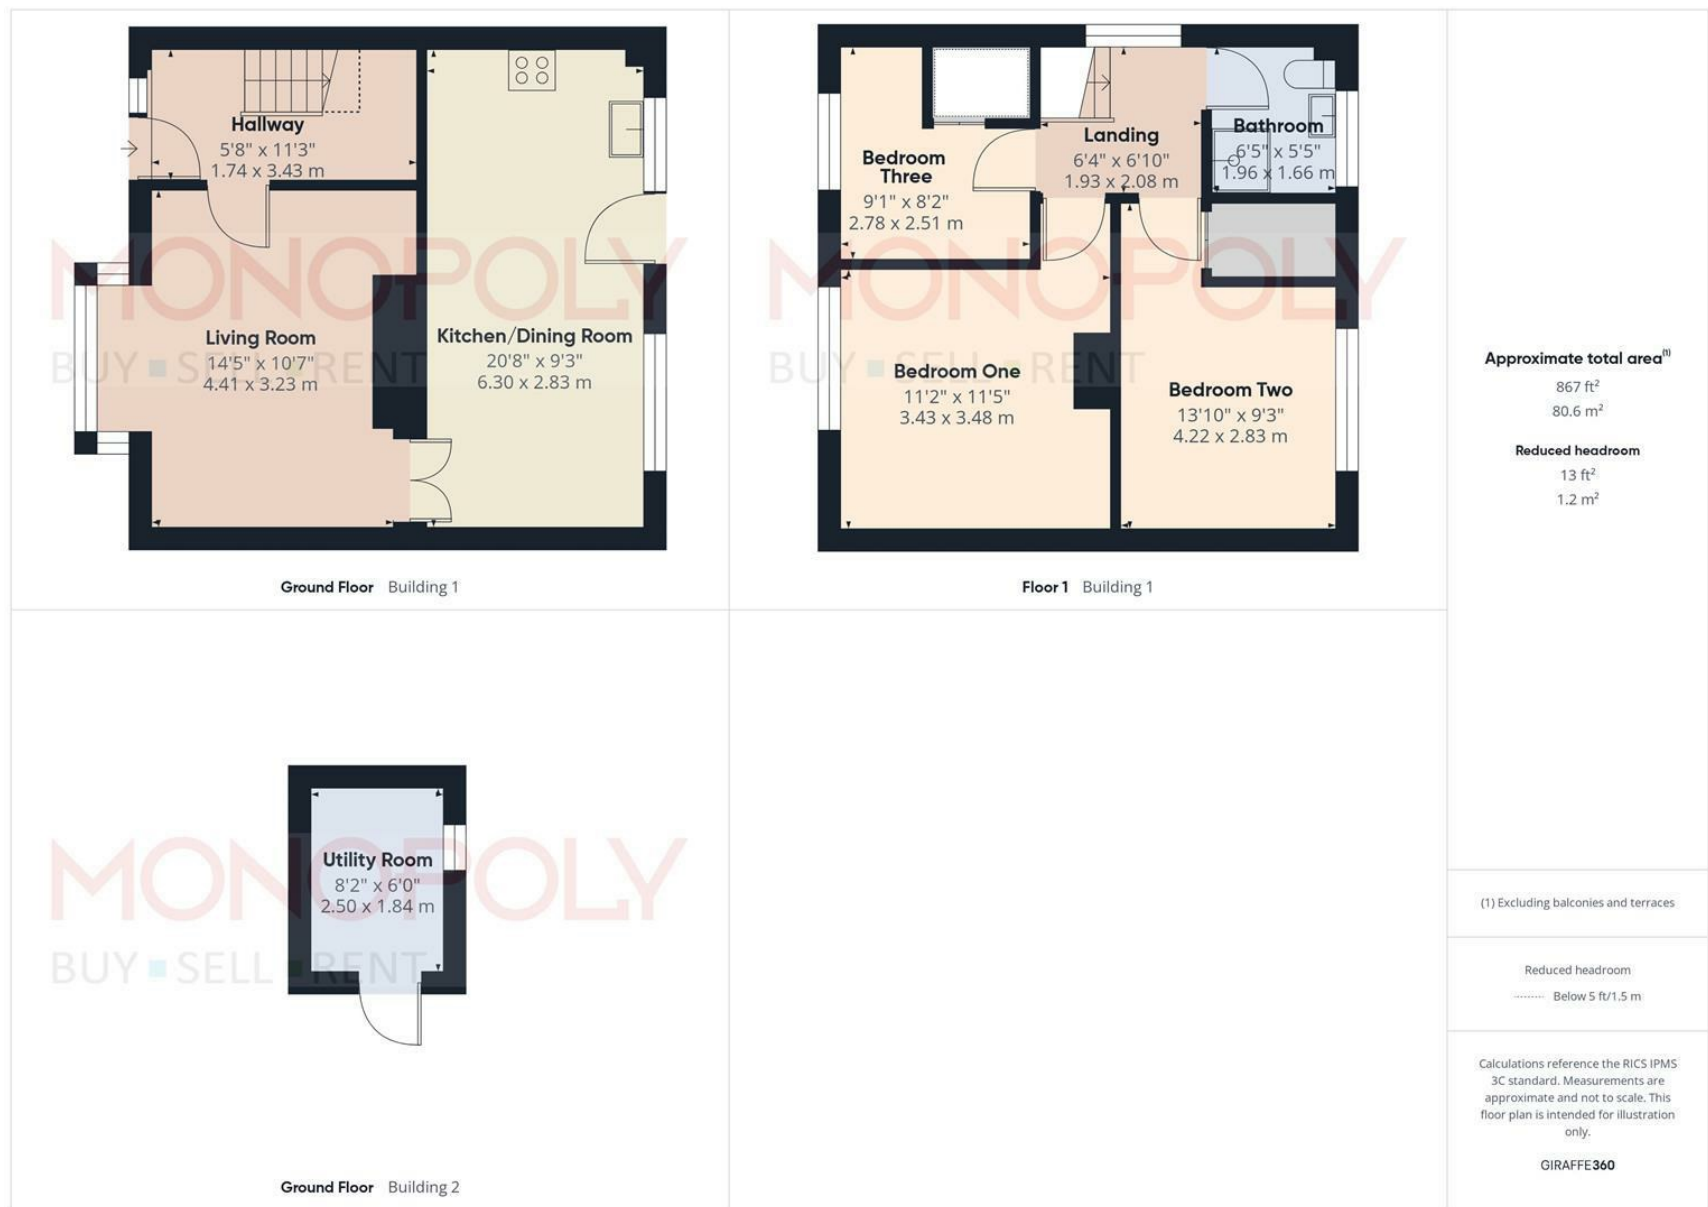 Hallway
5'8" x 11'3"
1.74 x 3.43 m
Living Room
14'5" x 10'7"
4.41 x 3.23 m
Kitchen/Dining Room
20'8" x 9'3"
6.30 x 2.83 m
MONOPOLY
BUY SELL RENT
Ground Floor Building 1
Bedroom
Three
9'1" x 8'2"
2.78 x 2.51 m
Landing
6'4" x 6'10"
1.93 x 2.08 m
Bathroom
6'5" x 5'5"
1.96 x 1.66 m
Bedroom One
11'2" x 11'5"
3.43 x 3.48 m
Bedroom Two
13'10" x 9'3"
4.22 x 2.83 m
MONOPOLY
BUY SELL RENT
Floor 1 Building 1
Utility Room
8'2" x 6'0"
2.50 x 1.84 m
MONOPOLY
BUY SELL RENT
Ground Floor Building 2
Approximate total area⁽¹⁾
867 ft²
80.6 m²
Reduced headroom
13 ft²
1.2 m²
(1) Excluding balconies and terraces
Reduced headroom
Below 5 ft/1.5 m
Calculations reference the RICS IPMS
3C standard. Measurements are
approximate and not to scale. This
floor plan is intended for illustration
only.
GIRAFFE360